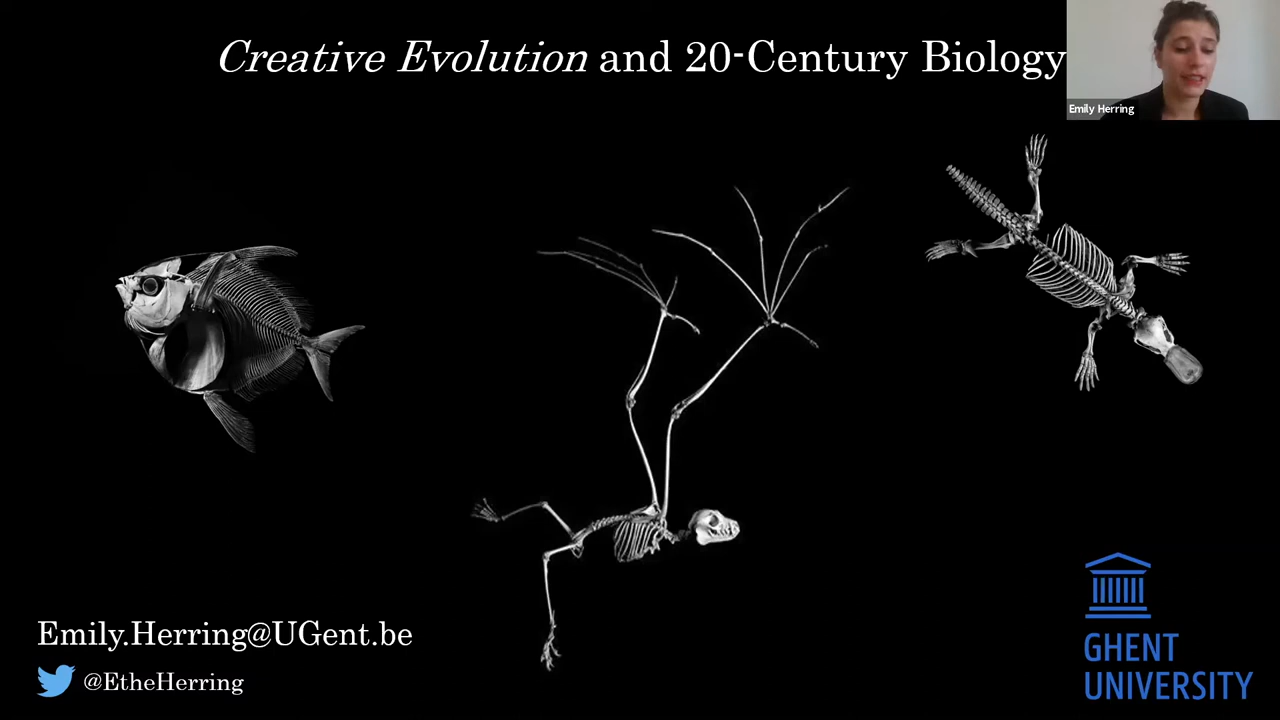 Creative Evolution and 20-Century Biology
Emily Herring
Emily.Herring@UGent.be
@EtheHerring
GHENT
UNIVERSITY